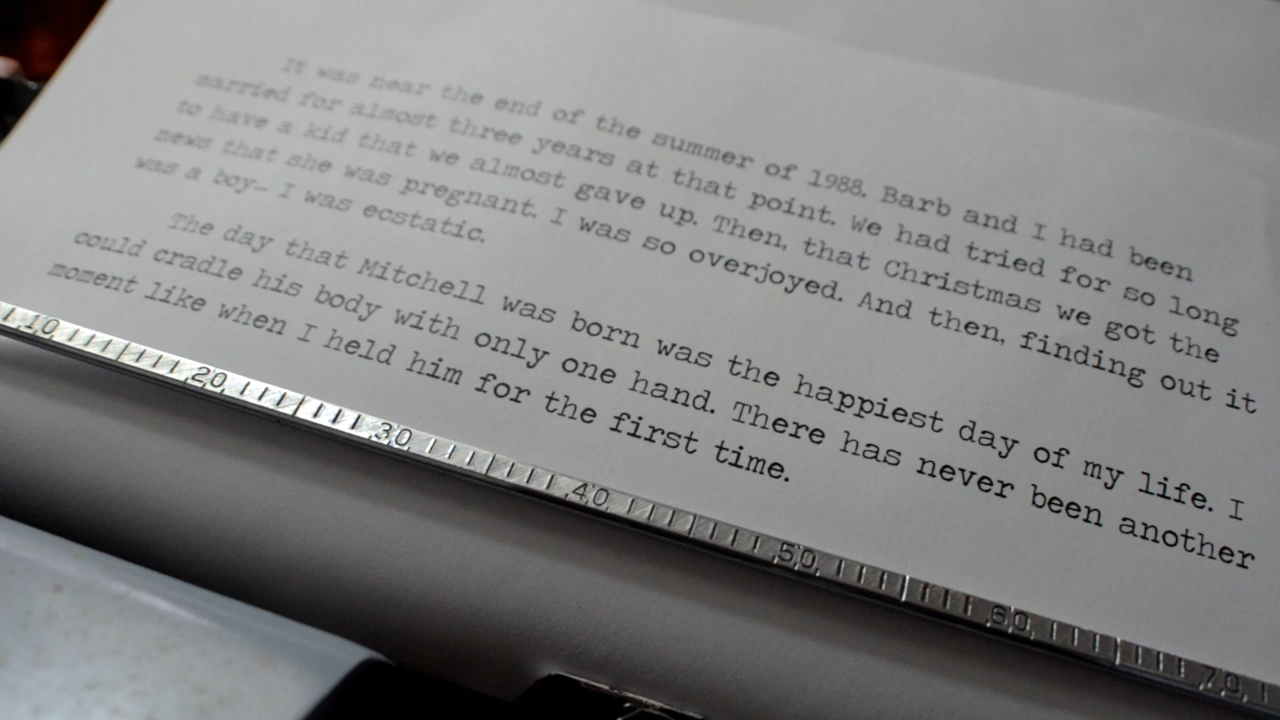 It was near the end of the summer of 1988. Barb and I had been
married for almost three years at that point. We had tried for so long
to have a kid that we almost gave up. Then, that Christmas we got the
news that she was pregnant. I was so overjoyed. And then, finding out it
was a boy- I was ecstatic.
The day that Mitchell was born was the happiest day of my life. I
could cradle his body with only one hand. There has never been another
moment like when I held him for the first time.
10 20 30 40 50 60 70